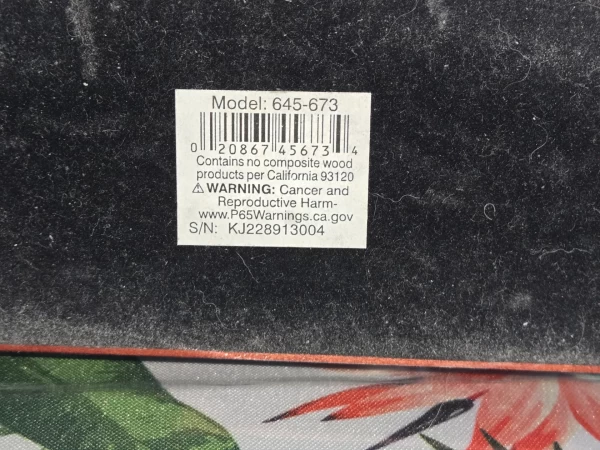 Model: 645-673
0 20867 45673 4
Contains no composite wood
products per California 93120
⚠WARNING: Cancer and
Reproductive Harm-
www.P65Warnings.ca.gov
S/N: KJ228913004